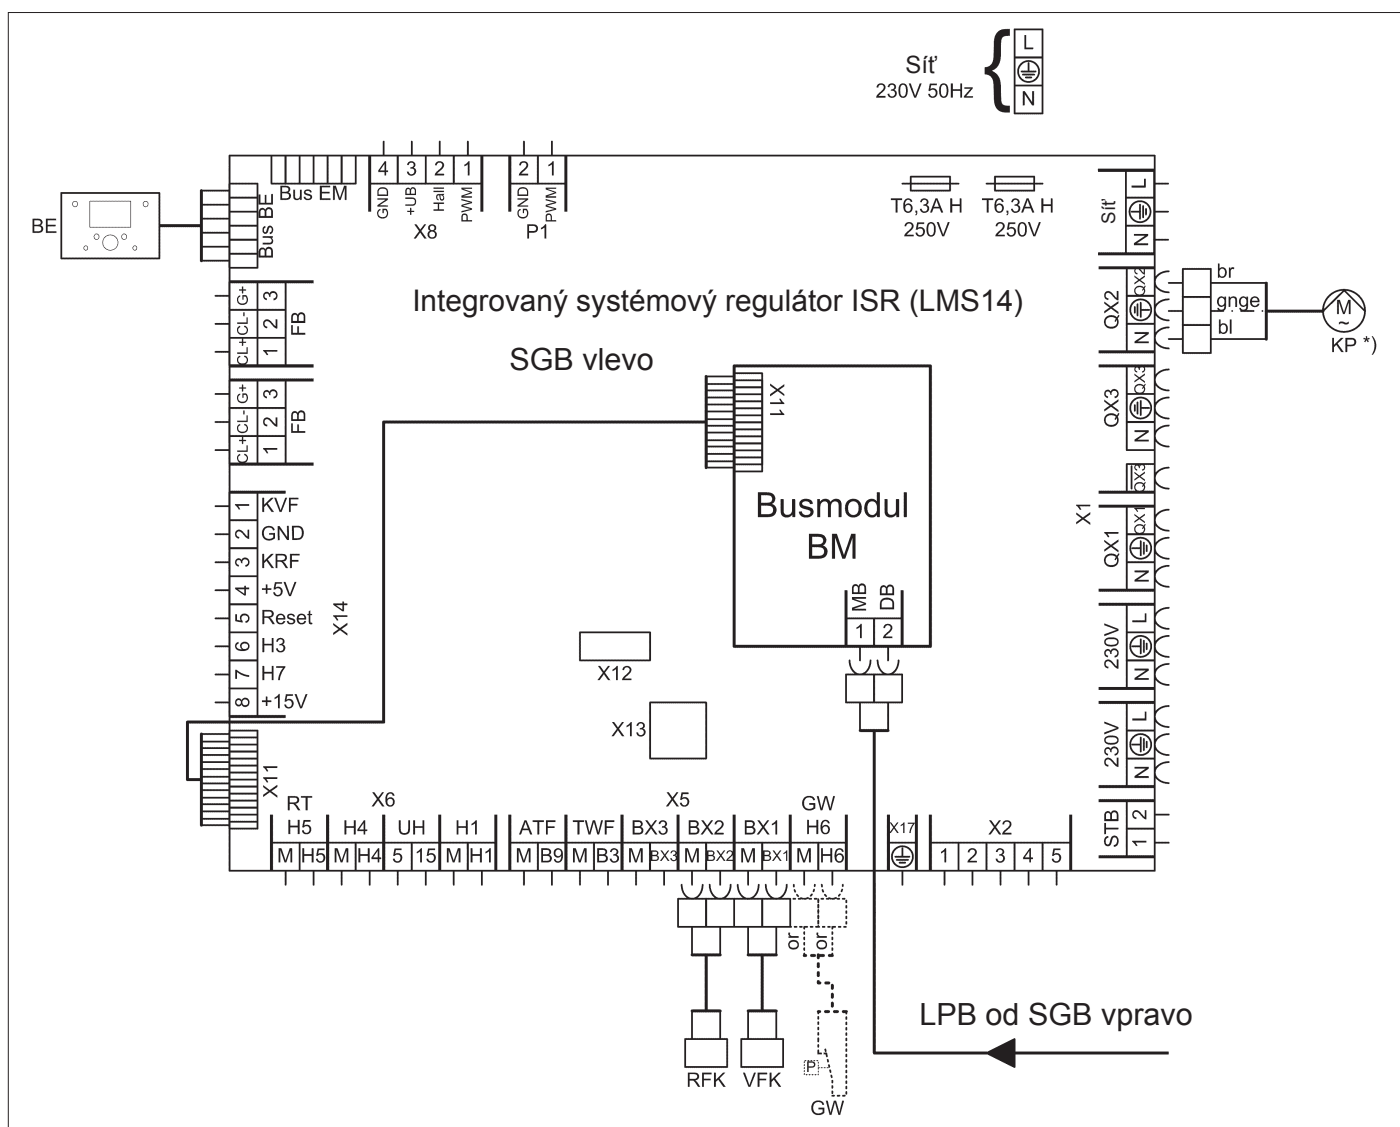 Síť
230V 50Hz
L
N
4 3 2 1
GND +UB Hall PWM
X8
2 1
GND PWM
P1
Bus EM
Bus BE
BE
T6,3A H
250V
T6,3A H
250V
Síť
L
N
Integrovaný systémový regulátor ISR (LMS14)
SGB vlevo
G+ 3
CL- 2
CL+ 1
FB
G+ 3
CL- 2
CL+ 1
FB
QX2
QX2
N
br
gnge
bl
M
~
KP *)
QX3
QX3
N
QX3
X1
QX1
QX1
N
230V
L
N
230V
L
N
STB
2
1
X11
Busmodul
BM
MB DB
1 2
1 KVF
2 GND
3 KRF
4 +5V
5 Reset
6 H3
7 H7
8 +15V
X14
X12
X13
X11
RT X6 X5 GW
H5 H4 UH H1 ATF TWF BX3 BX2 BX1 H6 X17 X2
M H5 M H4 5 15 M H1 M B9 M B3 M BX3 M BX2 M BX1 M H6 1 2 3 4 5
or or
LPB od SGB vpravo
P
RFK VFK
GW